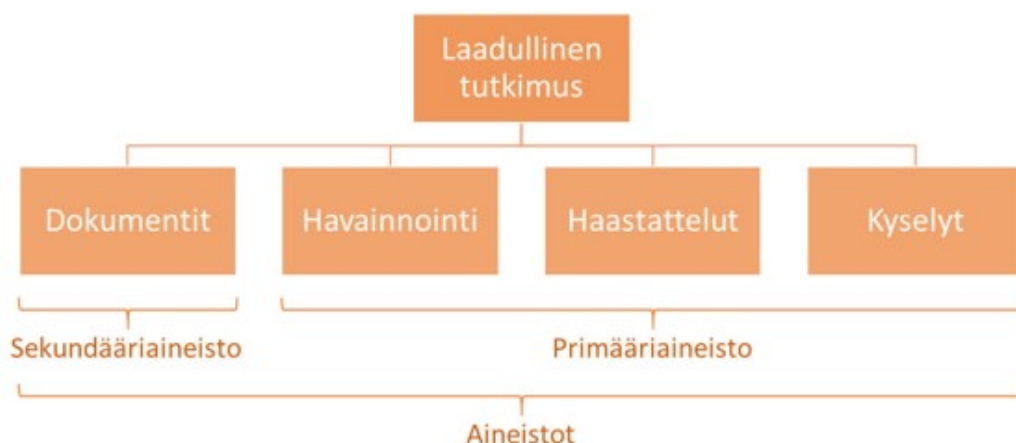 Laadullinen
tutkimus
Dokumentit
Havainnointi
Haastattelut
Kyselyt
Sekundääriaineisto
Primääriaineisto
Aineistot